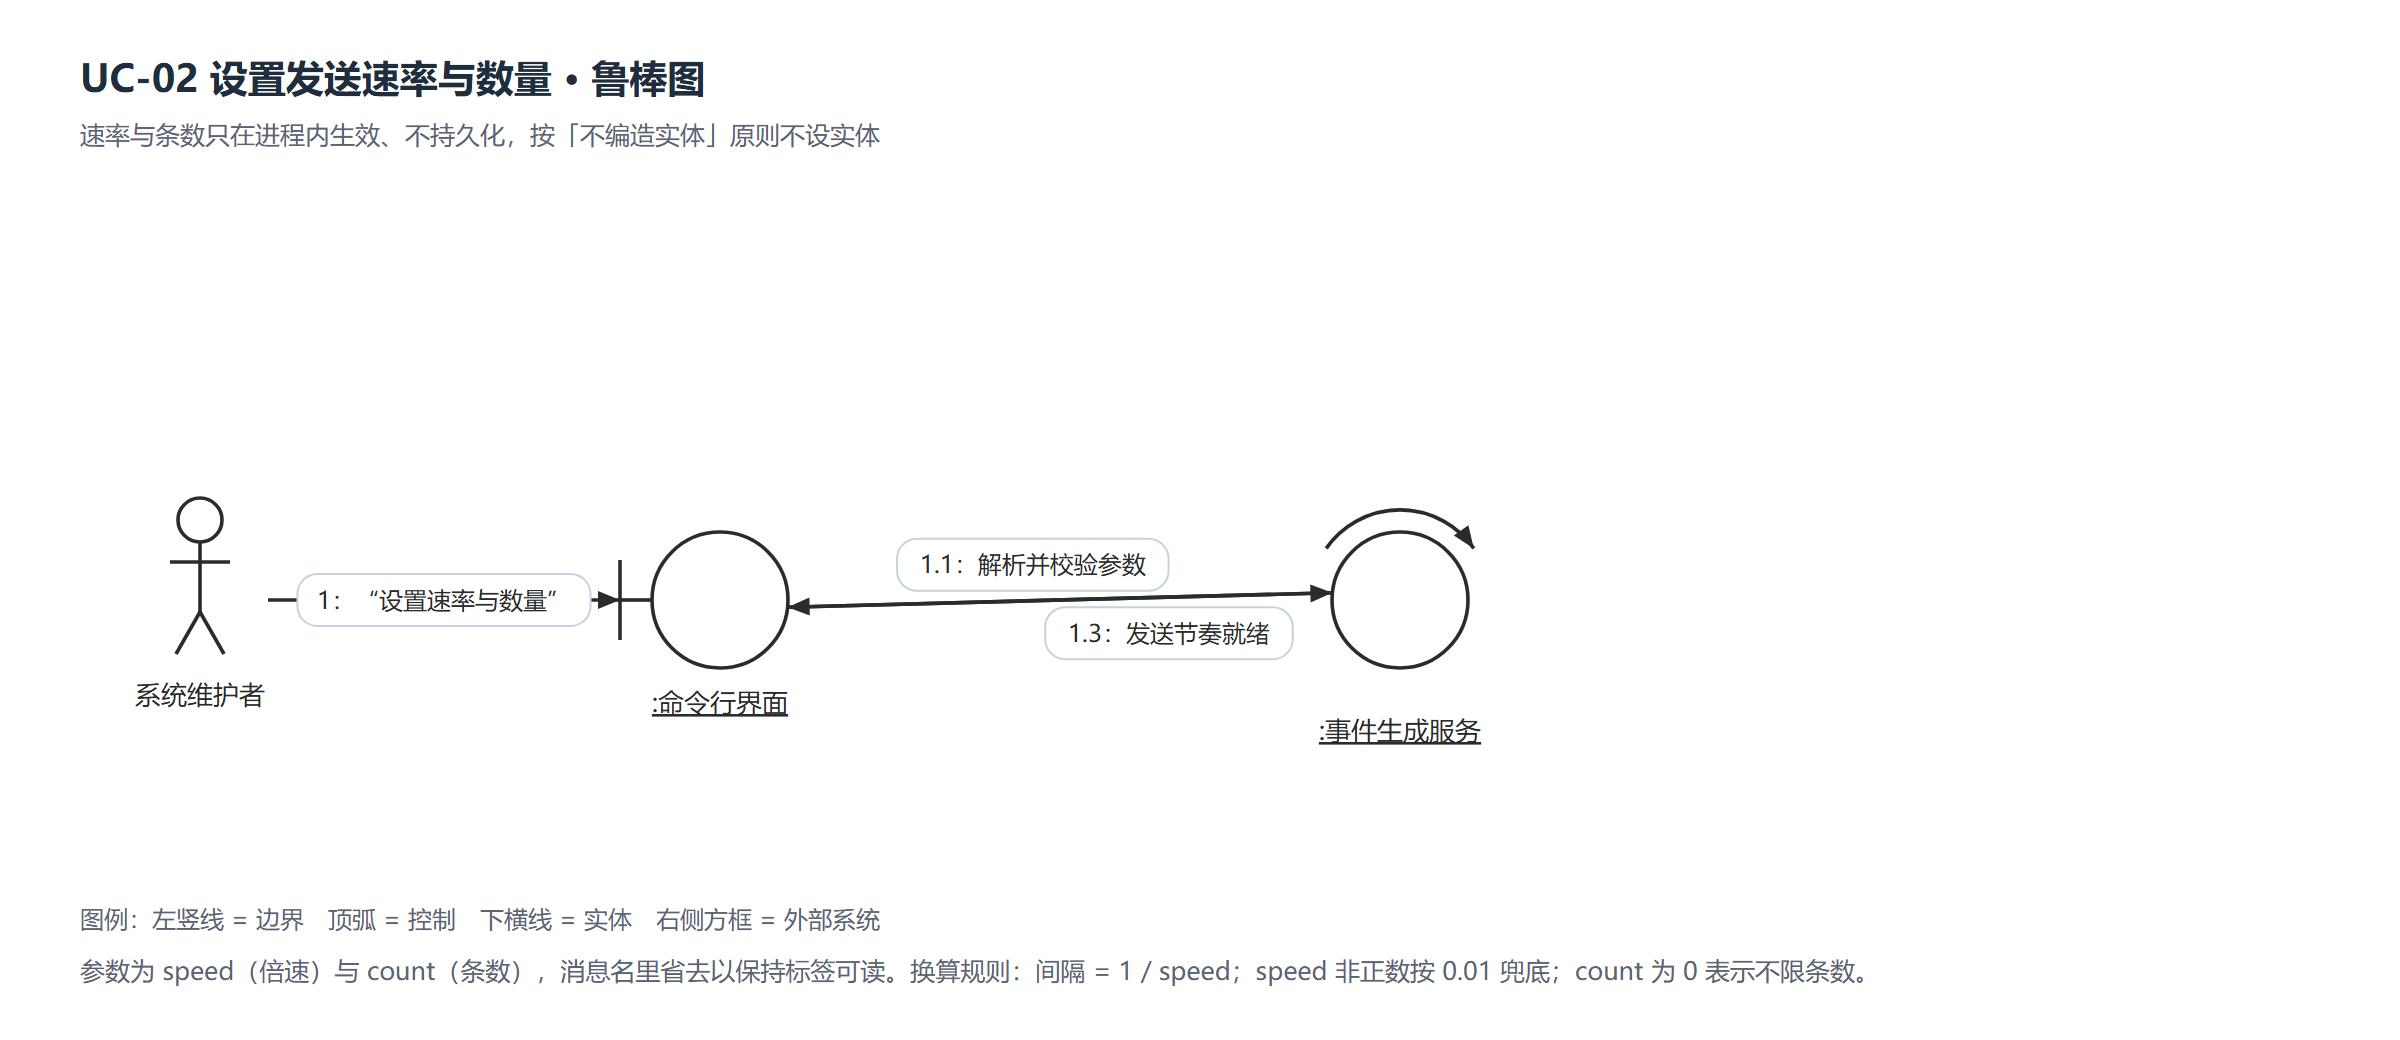 UC-02 设置发送速率与数量 • 鲁棒图
速率与条数只在进程内生效、不持久化，按「不编造实体」原则不设实体
1.1：解析并校验参数
1：“设置速率与数量”
1.3：发送节奏就绪
系统维护者
:命令行界面
:事件生成服务
图例：左竖线 = 边界　顶弧 = 控制　下横线 = 实体　右侧方框 = 外部系统
参数为 speed（倍速）与 count（条数），消息名里省去以保持标签可读。换算规则：间隔 = 1 / speed；speed 非正数按 0.01 兜底；count 为 0 表示不限条数。